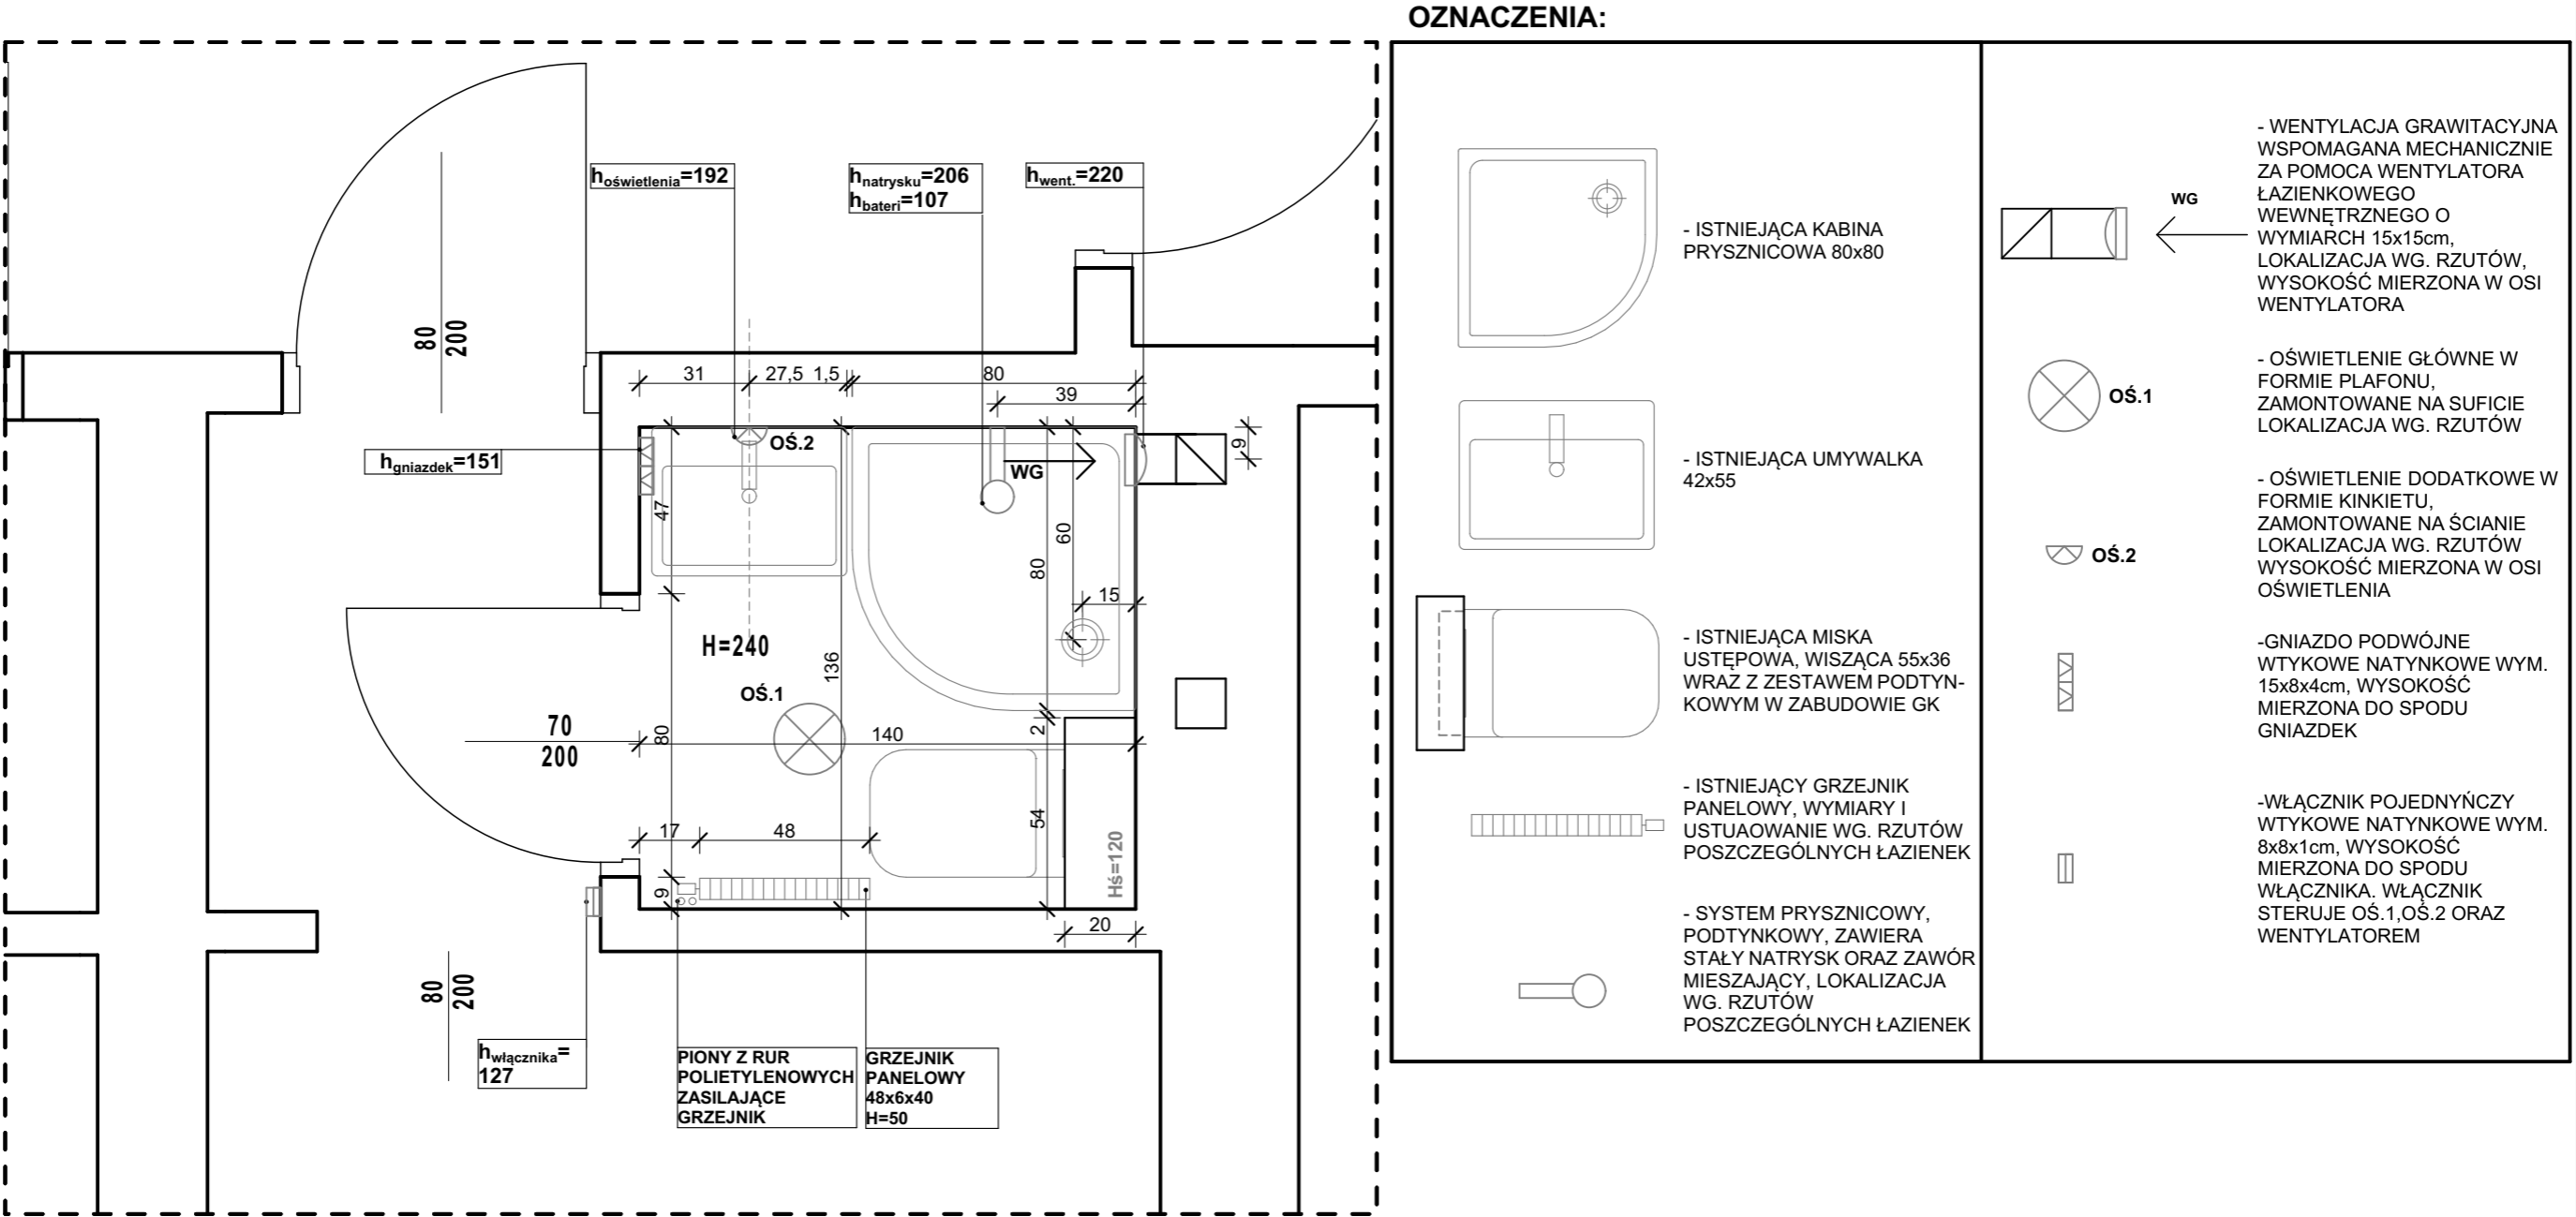 OZNACZENIA:
80
200
h oświetlenia=192
h natrysku=206
h bateri=107
h went.=220
31
27,5
1,5
80
39
9
OŚ.2
WG
h gniazdek=151
47
60
80
15
H=240
136
OŚ.1
70
200
80
140
2
17
48
54
9
Hś=120
20
80
200
h włącznika=
127
PIONY Z RUR
POLIETYLENOWYCH
ZASILAJĄCE
GRZEJNIK
GRZEJNIK
PANELOWY
48x6x40
H=50
- ISTNIEJĄCA KABINA
PRYSZNICOWA 80x80
- ISTNIEJĄCA UMYWALKA
42x55
- ISTNIEJĄCA MISKA
USTĘPOWA, WISZĄCA 55x36
WRAZ Z ZESTAWEM PODTYN-
KOWYM W ZABUDOWIE GK
- ISTNIEJĄCY GRZEJNIK
PANELOWY, WYMIARY I
USTUAOWANIE WG. RZUTÓW
POSZCZEGÓLNYCH ŁAZIENEK
- SYSTEM PRYSZNICOWY,
PODTYNKOWY, ZAWIERA
STAŁY NATRYSK ORAZ ZAWÓR
MIESZAJĄCY, LOKALIZACJA
WG. RZUTÓW
POSZCZEGÓLNYCH ŁAZIENEK
WG
- WENTYLACJA GRAWITACYJNA
WSPOMAGANA MECHANICZNIE
ZA POMOCA WENTYLATORA
ŁAZIENKOWEGO
WEWNĘTRZNEGO O
WYMIARCH 15x15cm,
LOKALIZACJA WG. RZUTÓW,
WYSOKOŚĆ MIERZONA W OSI
WENTYLATORA
OŚ.1
- OŚWIETLENIE GŁÓWNE W
FORMIE PLAFONU,
ZAMONTOWANE NA SUFICIE
LOKALIZACJA WG. RZUTÓW
OŚ.2
- OŚWIETLENIE DODATKOWE W
FORMIE KINKIETU,
ZAMONTOWANE NA ŚCIANIE
LOKALIZACJA WG. RZUTÓW
WYSOKOŚĆ MIERZONA W OSI
OŚWIETLENIA
-GNIAZDO PODWÓJNE
WTYKOWE NATYNKOWE WYM.
15x8x4cm, WYSOKOŚĆ
MIERZONA DO SPODU
GNIAZDEK
-WŁĄCZNIK POJEDNYŃCZY
WTYKOWE NATYNKOWE WYM.
8x8x1cm, WYSOKOŚĆ
MIERZONA DO SPODU
WŁĄCZNIKA. WŁĄCZNIK
STERUJE OŚ.1,OŚ.2 ORAZ
WENTYLATOREM